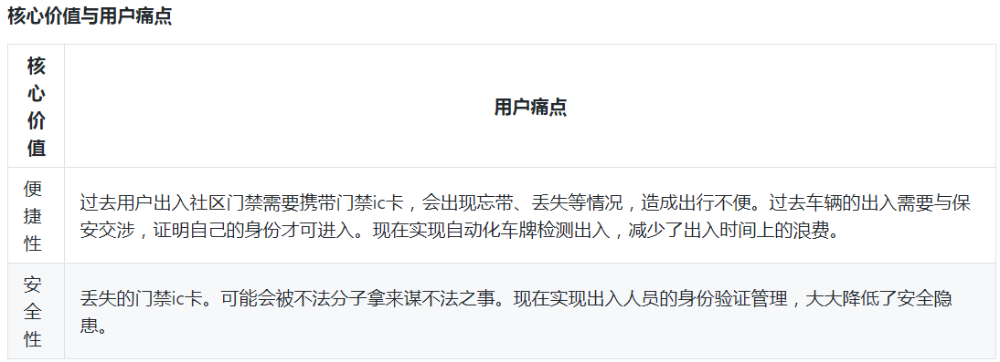 核心价值与用户痛点
核
心
价
值
用户痛点
便
捷
性
过去用户出入社区门禁需要携带门禁ic卡，会出现忘带、丢失等情况，造成出行不便。过去车辆的出入需要与保
安交涉，证明自己的身份才可进入。现在实现自动化车牌检测出入，减少了出入时间上的浪费。
安
全
性
丢失的门禁ic卡。可能会被不法分子拿来谋不法之事。现在实现出入人员的身份验证管理，大大降低了安全隐
患。